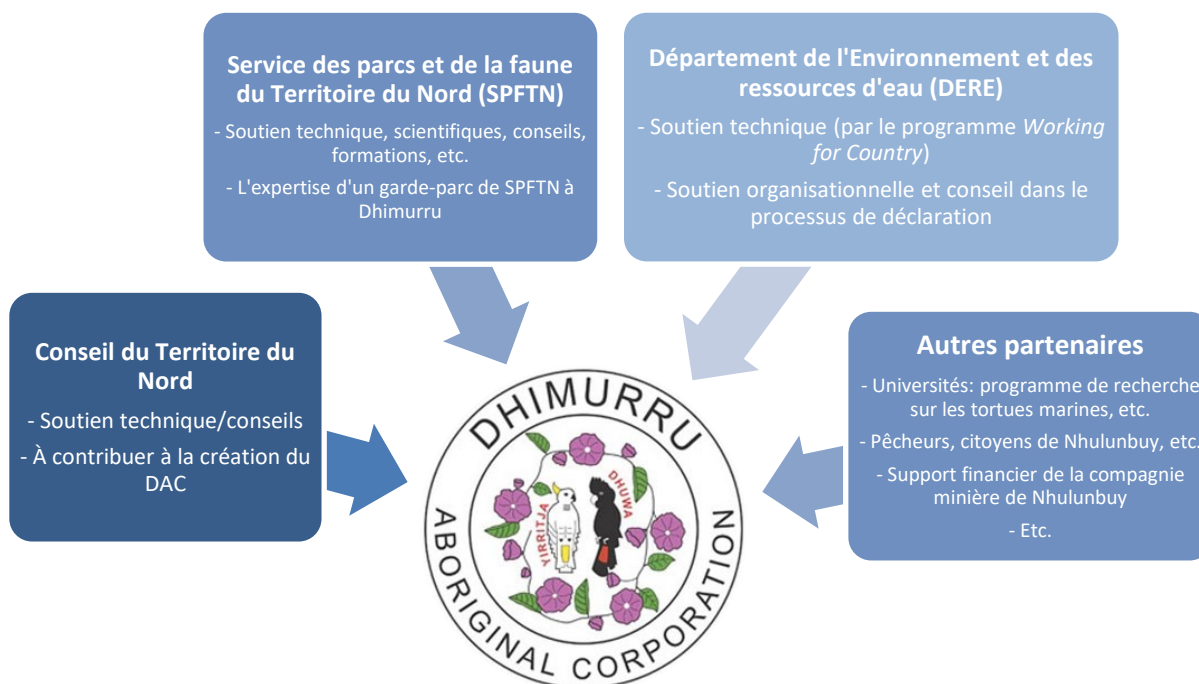 Service des parcs et de la faune
du Territoire du Nord (SPFTN)
- Soutien technique, scientifiques, conseils,
formations, etc.
- L'expertise d'un garde-parc de SPFTN à
Dhimurru
Département de l'Environnement et des
ressources d'eau (DERE)
- Soutien technique (par le programme Working
for Country)
- Soutien organisationnelle et conseil dans le
processus de déclaration
Conseil du Territoire du
Nord
- Soutien technique/conseils
- À contribuer à la création du
DAC
Autres partenaires
- Universités: programme de recherche
sur les tortues marines, etc.
- Pêcheurs, citoyens de Nhulunbuy, etc.
- Support financier de la compagnie
minière de Nhulunbuy
- Etc.
DHIMURRU
YIRRITJA
DHUWA
ABORIGINAL CORPORATION